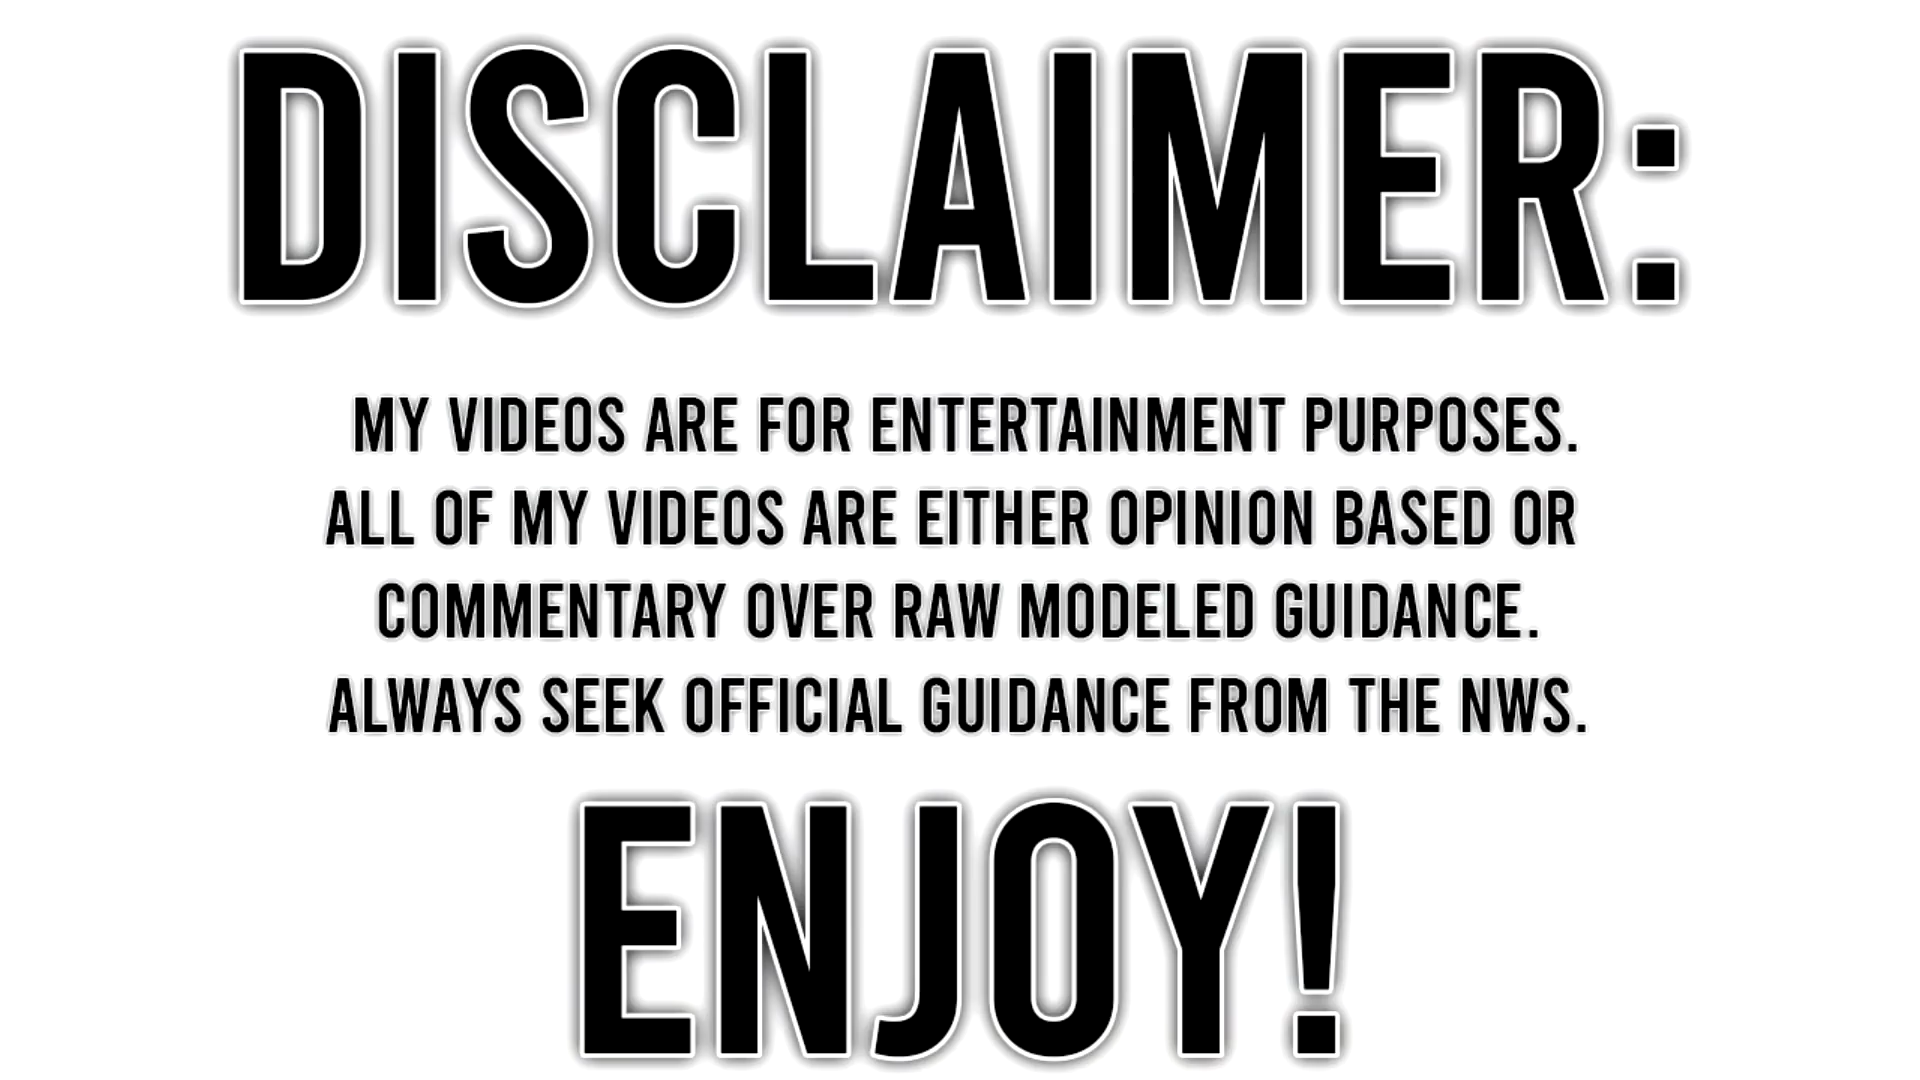 DISCLAIMER:
MY VIDEOS ARE FOR ENTERTAINMENT PURPOSES.
ALL OF MY VIDEOS ARE EITHER OPINION BASED OR
COMMENTARY OVER RAW MODELED GUIDANCE.
ALWAYS SEEK OFFICIAL GUIDANCE FROM THE NWS.
ENJOY!